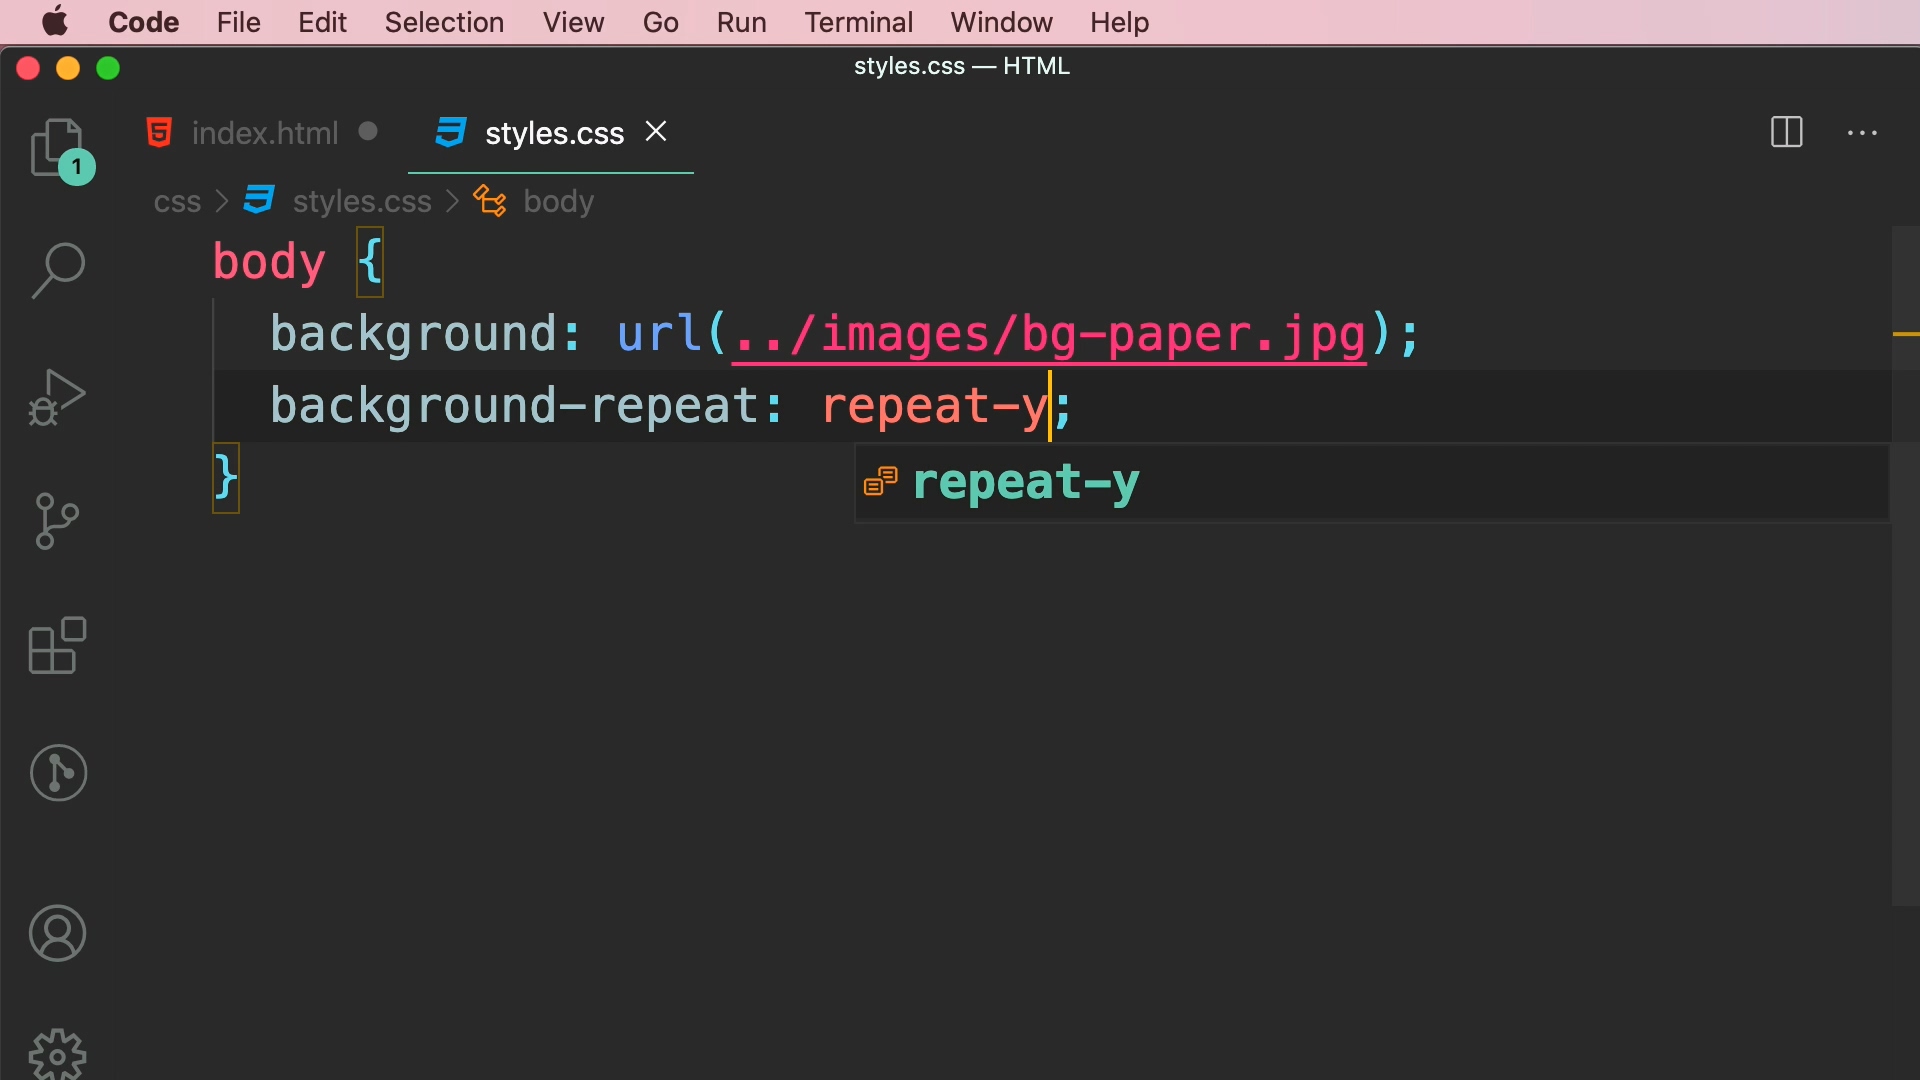 Code File Edit Selection View Go Run Terminal Window Help
styles.css — HTML
index.html styles.css
1
css > styles.css > body
body {
background: url(../images/bg-paper.jpg);
background-repeat: repeat-y;
}
repeat-y